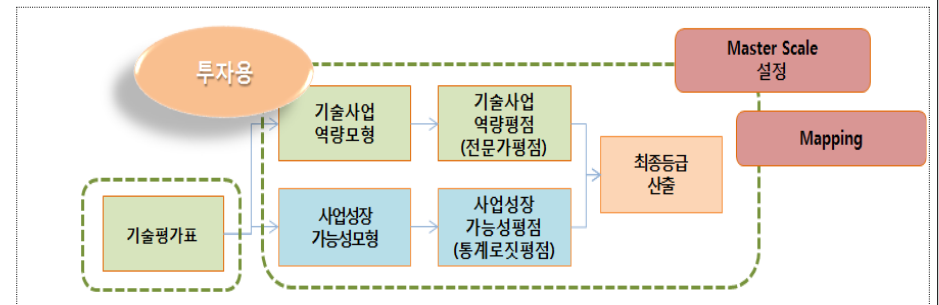 투자용
Master Scale
설정
Mapping
기술사업
역량모형
기술사업
역량평점
(전문가평점)
최종등급
산출
기술평가표
사업성장
가능성모형
사업성장
가능성평점
(통계로짓평점)